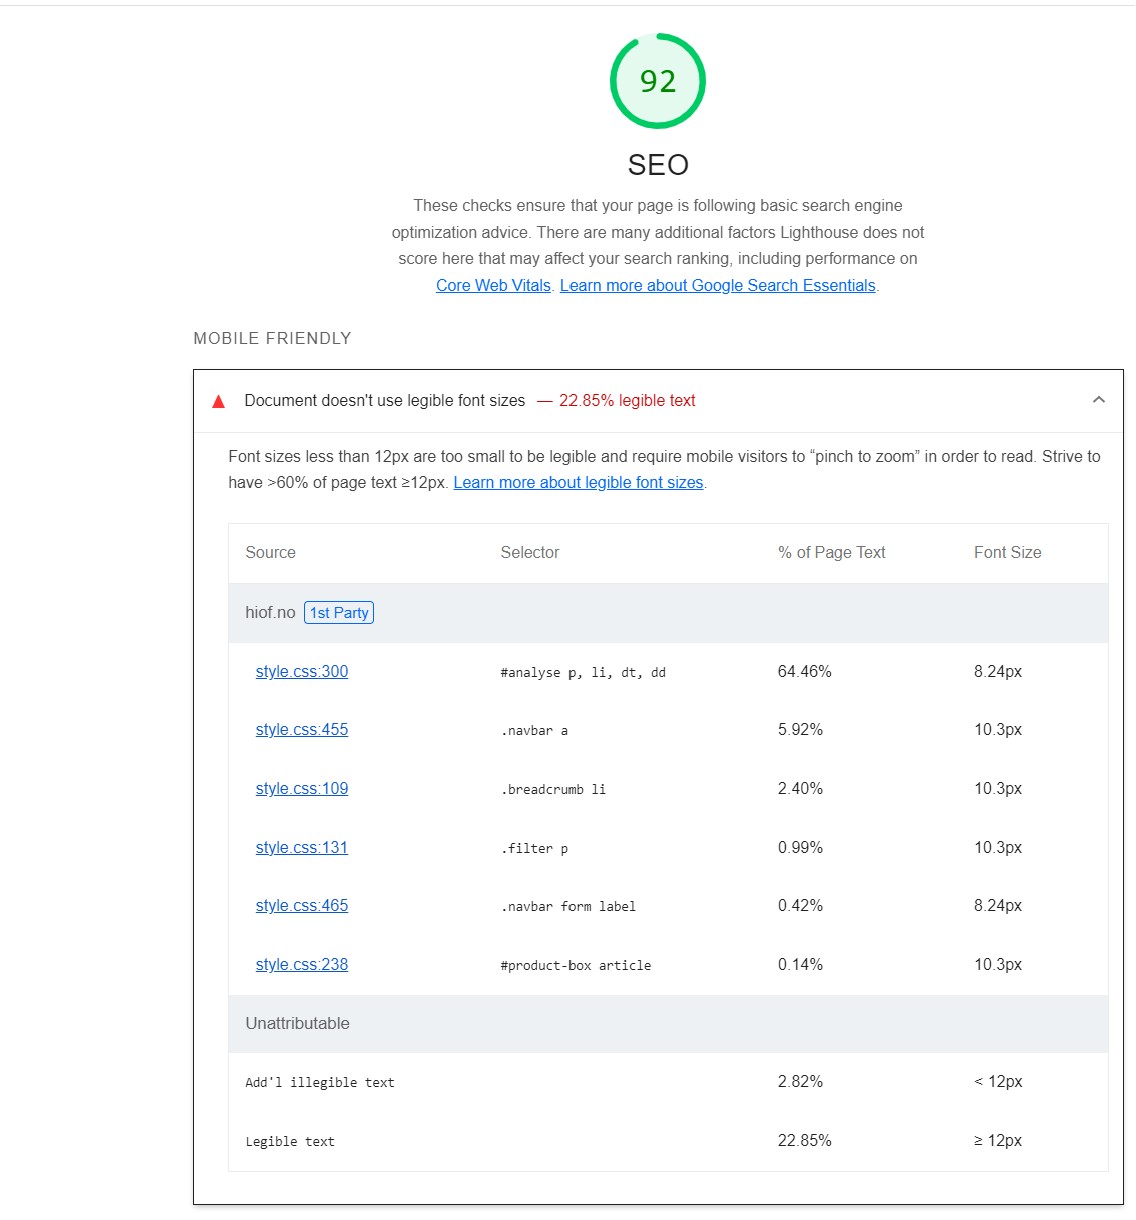 92
SEO
These checks ensure that your page is following basic search engine
optimization advice. There are many additional factors Lighthouse does not
score here that may affect your search ranking, including performance on
Core Web Vitals. Learn more about Google Search Essentials.
MOBILE FRIENDLY
Document doesn't use legible font sizes — 22.85% legible text
Font sizes less than 12px are too small to be legible and require mobile visitors to “pinch to zoom” in order to read. Strive to
have >60% of page text ≥12px. Learn more about legible font sizes.
Source Selector % of Page Text Font Size
hiof.no 1st Party
style.css:300 #analyse p, li, dt, dd 64.46% 8.24px
style.css:455 .navbar a 5.92% 10.3px
style.css:109 .breadcrumb li 2.40% 10.3px
style.css:131 .filter p 0.99% 10.3px
style.css:465 .navbar form label 0.42% 8.24px
style.css:238 #product-box article 0.14% 10.3px
Unattributable
Add'l illegible text 2.82% < 12px
Legible text 22.85% ≥ 12px